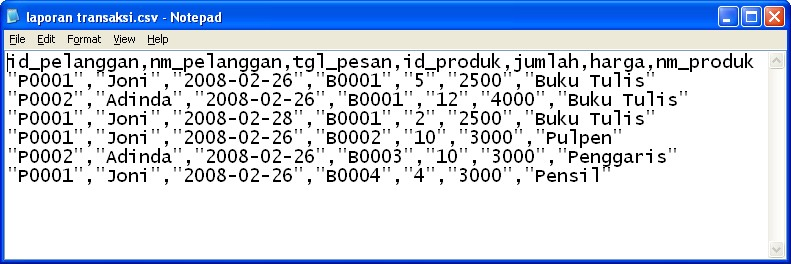 laporan transaksi.csv - Notepad
File Edit Format View Help
id_pelanggan,nm_pelanggan,tgl_pesan,id_produk,jumlah,harga,nm_produk
"P0001","Joni","2008-02-26","B0001","5","2500","Buku Tulis"
"P0002","Adinda","2008-02-26","B0001","12","4000","Buku Tulis"
"P0001","Joni","2008-02-28","B0001","2","2500","Buku Tulis"
"P0001","Joni","2008-02-26","B0002","10","3000","Pulpen"
"P0002","Adinda","2008-02-26","B0003","10","3000","Penggaris"
"P0001","Joni","2008-02-26","B0004","4","3000","Pensil"